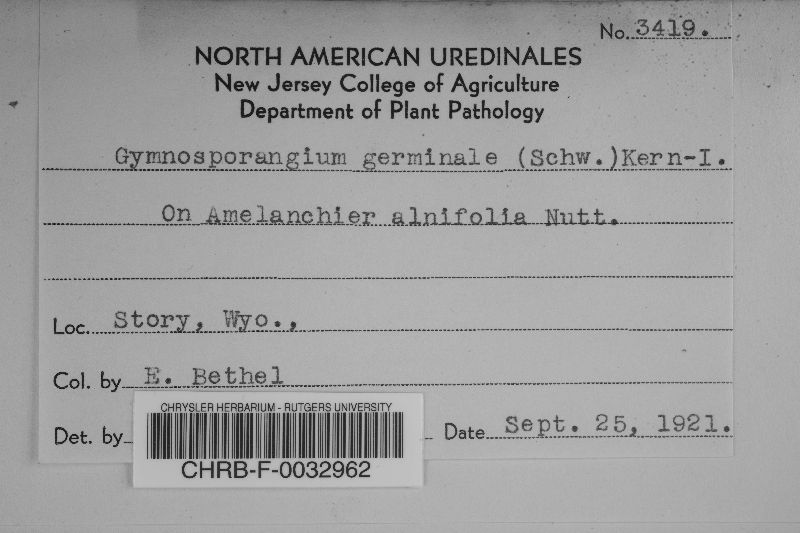 No. 3419.
NORTH AMERICAN UREDINALES
New Jersey College of Agriculture
Department of Plant Pathology
Gymnosporangium germinale (Schw.)Kern-I.
On Amelanchier alnifolia Nutt.
Loc. Story, Wyo.,
Col. by E. Bethel
Det. by
Date Sept. 25, 1921.
CHRYSLER HERBARIUM - RUTGERS UNIVERSITY
CHRB-F-0032962